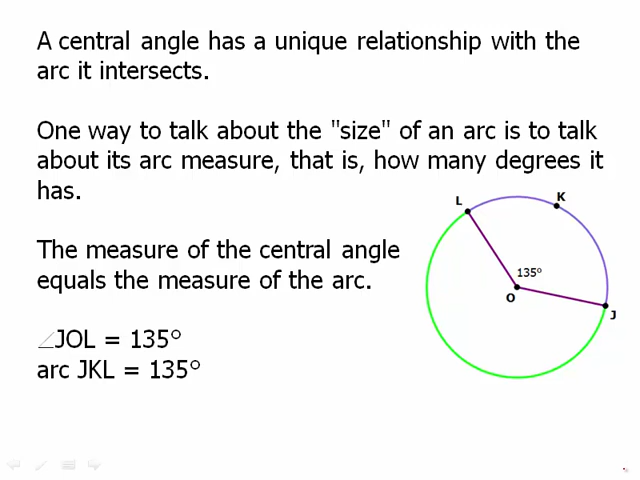 A central angle has a unique relationship with the
arc it intersects.
One way to talk about the "size" of an arc is to talk
about its arc measure, that is, how many degrees it
has.
The measure of the central angle
equals the measure of the arc.
∠JOL = 135°
arc JKL = 135°
L
K
135°
O
J